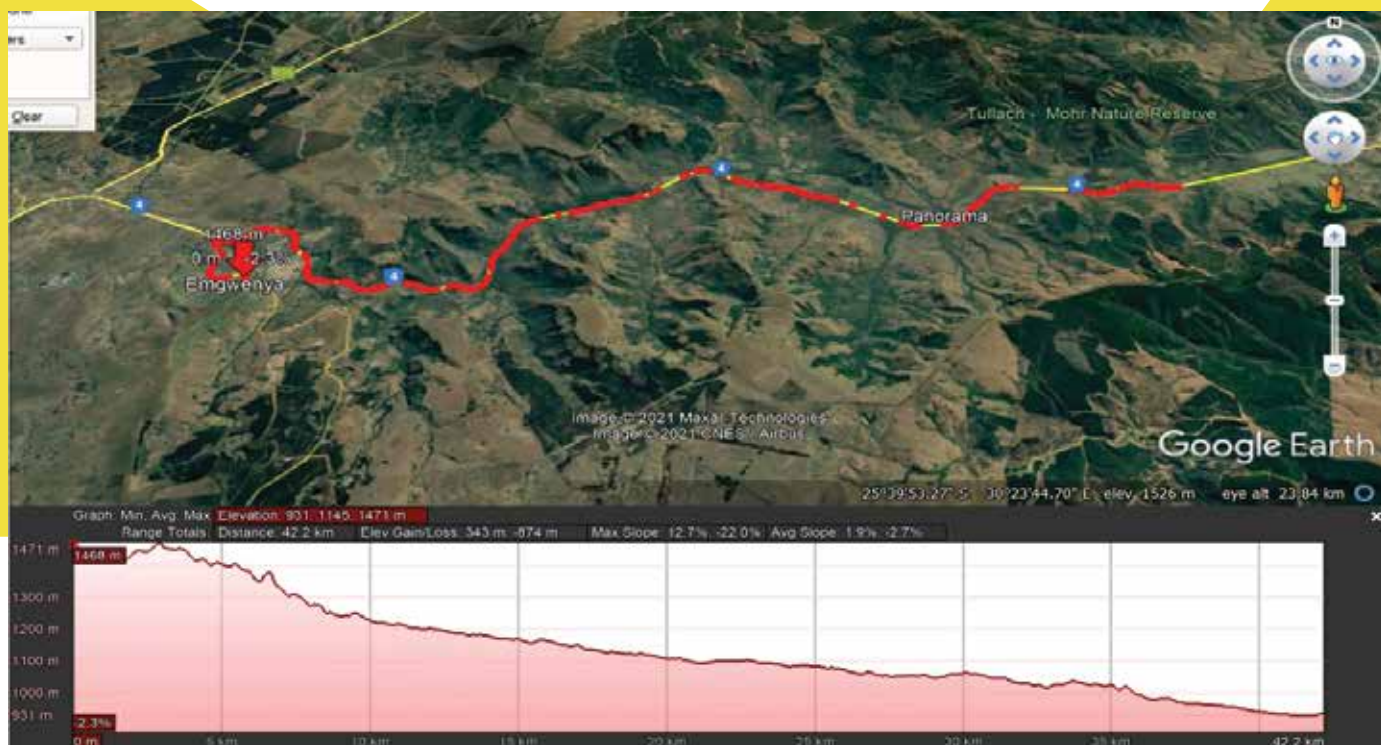 ers
Clear
N
Tullach - Mohr Nature Reserve
4
4
4
4
Panorama
1468 m
0 m -2.3%
Emgwenya
Image © 2021 Maxar Technologies
Image © 2021 CNES / Airbus
Google Earth
25°39'53.27" S 30°23'44.70" E elev 1526 m eye alt 23.84 km
Graph: Min, Avg, Max Elevation: 931, 1145, 1471 m
Range Totals: Distance: 42.2 km Elev Gain/Loss: 343 m, -874 m Max Slope: 12.7%, -22.0% Avg Slope: 1.9%, -2.7%
1471 m
1468 m
1300 m
1200 m
1100 m
1000 m
931 m
-2.3%
0 m 5 km 10 km 15 km 20 km 25 km 30 km 35 km 42.2 km